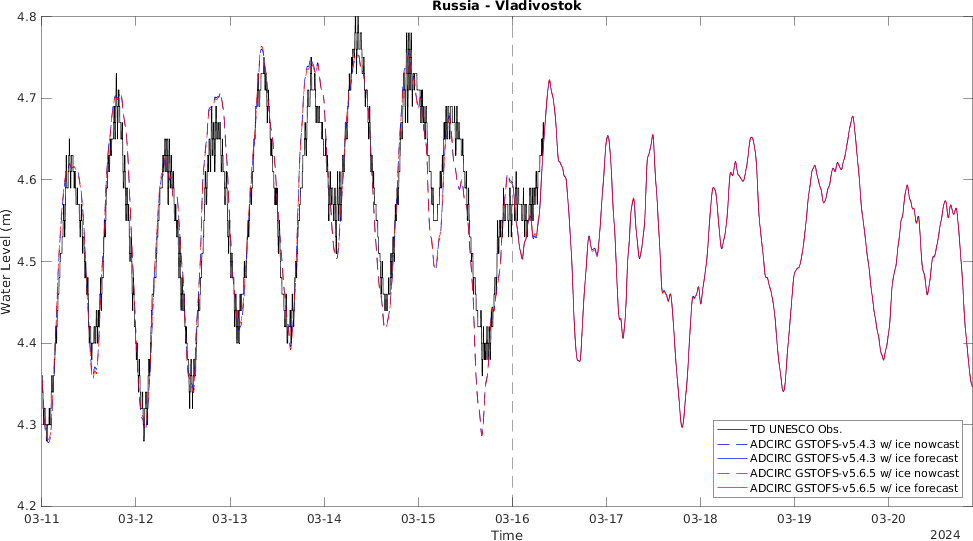 Russia - Vladivostok
4.8
4.7
4.6
4.5
4.4
4.3
4.2
Water Level (m)
03-11 03-12 03-13 03-14 03-15 03-16 03-17 03-18 03-19 03-20
Time
2024
TD UNESCO Obs.
ADCIRC GSTOFS-v5.4.3 w/ ice nowcast
ADCIRC GSTOFS-v5.4.3 w/ ice forecast
ADCIRC GSTOFS-v5.6.5 w/ ice nowcast
ADCIRC GSTOFS-v5.6.5 w/ ice forecast